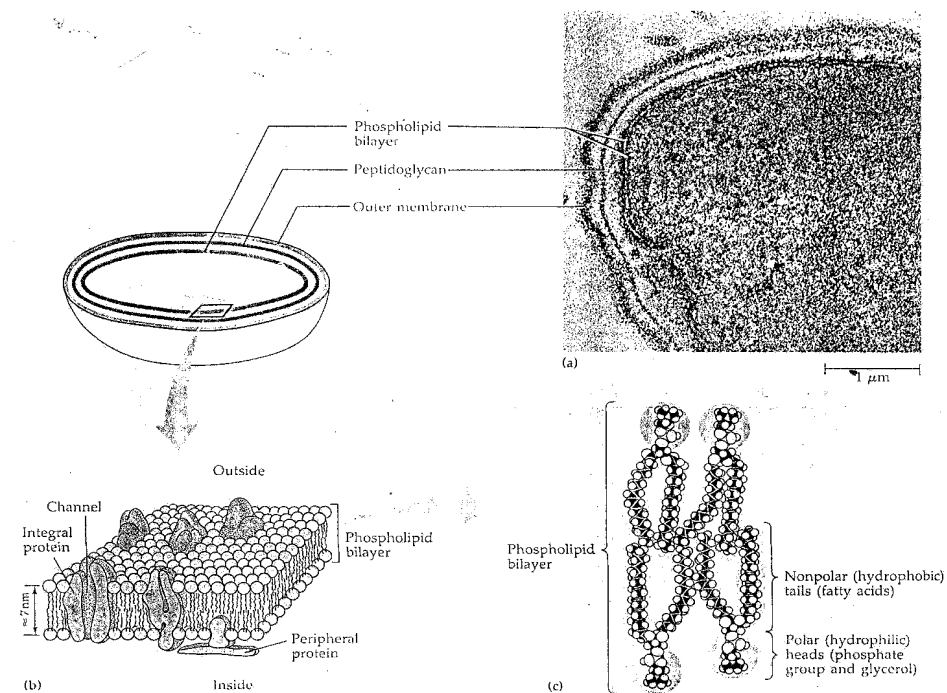 Phospholipid
bilayer
Peptidoglycan
Outer membrane
(a)
1 μm
Outside
Channel
Integral
protein
Phospholipid
bilayer
≈7nm
Peripheral
protein
(b)
Inside
Phospholipid
bilayer
Nonpolar (hydrophobic)
tails (fatty acids)
Polar (hydrophilic)
heads (phosphate
group and glycerol)
(c)